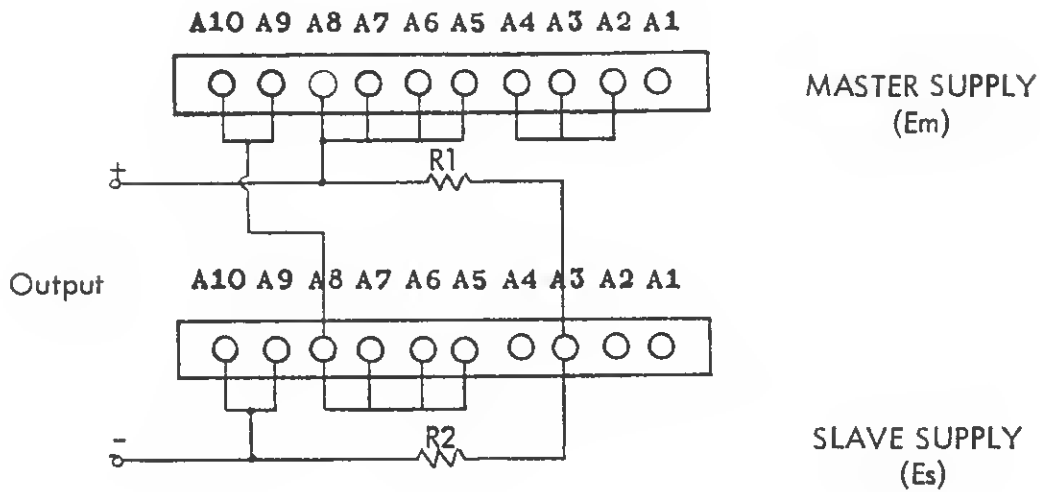 A10 A9 A8 A7 A6 A5 A4 A3 A2 A1
MASTER SUPPLY
(Em)
R1
+
Output
A10 A9 A8 A7 A6 A5 A4 A3 A2 A1
-
R2
SLAVE SUPPLY
(Es)